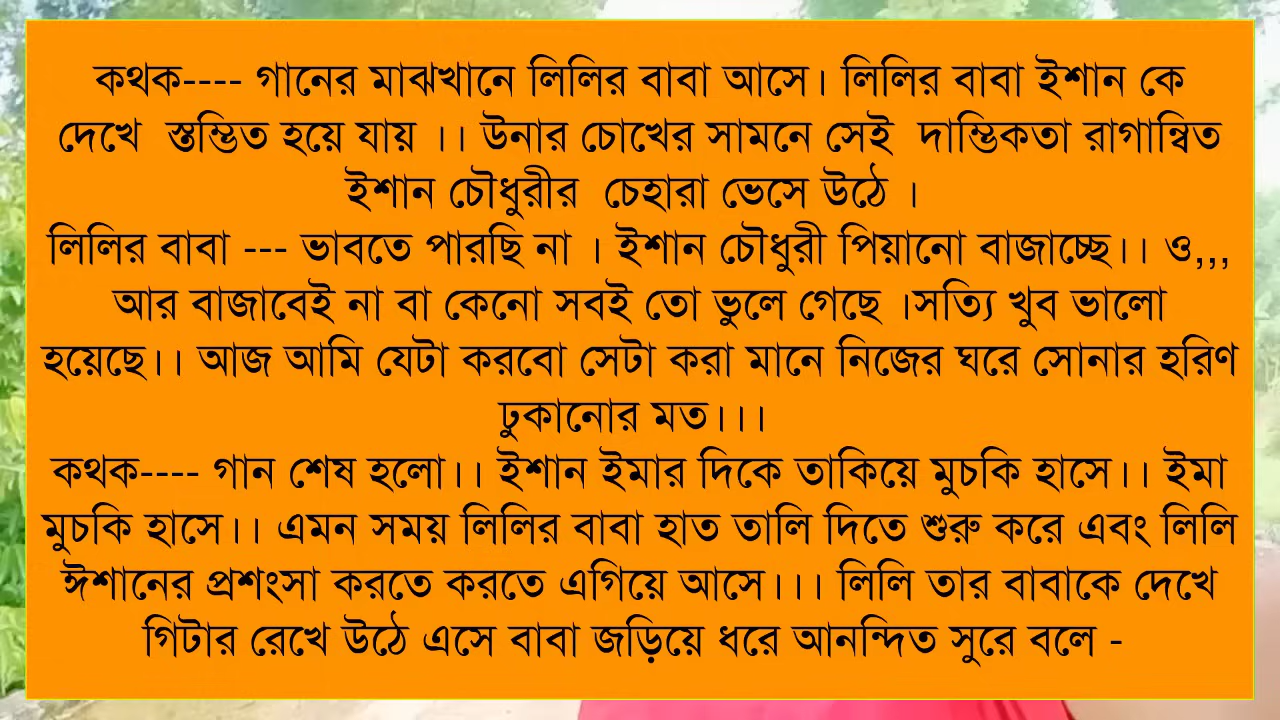 কথক---- গানের মাঝখানে লিলির বাবা আসে। লিলির বাবা ইশান কে
দেখে  স্তম্ভিত হয়ে যায় ।। উনার চোখের সামনে সেই  দাম্ভিকতা রাগান্বিত
ইশান চৌধুরীর  চেহারা ভেসে উঠে ।
লিলির বাবা --- ভাবতে পারছি না । ইশান চৌধুরী পিয়ানো বাজাচ্ছে।। ও,,,
আর বাজাবেই না বা কেনো সবই তো ভুলে গেছে ।সত্যি খুব ভালো
হয়েছে।। আজ আমি যেটা করবো সেটা করা মানে নিজের ঘরে সোনার হরিণ
ঢুকানোর মত।।।
কথক---- গান শেষ হলো।। ইশান ইমার দিকে তাকিয়ে মুচকি হাসে।। ইমা
মুচকি হাসে।। এমন সময় লিলির বাবা হাত তালি দিতে শুরু করে এবং লিলি
ঈশানের প্রশংসা করতে করতে এগিয়ে আসে।।। লিলি তার বাবাকে দেখে
গিটার রেখে উঠে এসে বাবা জড়িয়ে ধরে আনন্দিত সুরে বলে -